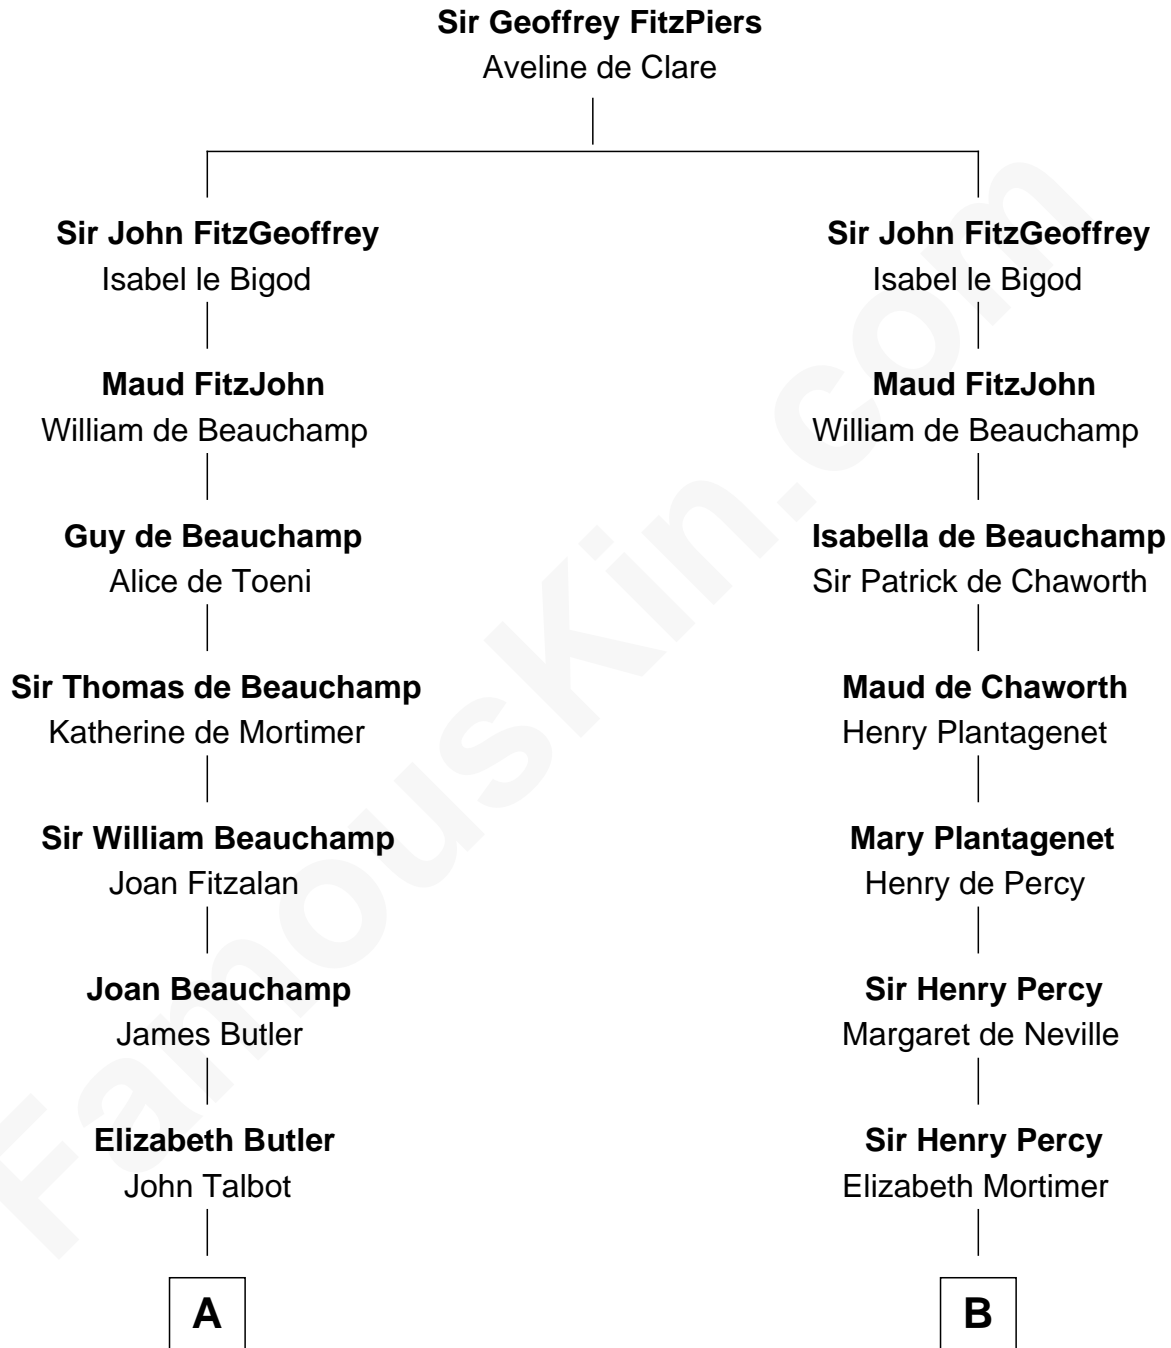 Sir Geoffrey FitzPiers
Aveline de Clare
Sir John FitzGeoffrey
Isabel le Bigod
Maud FitzJohn
William de Beauchamp
Guy de Beauchamp
Alice de Toeni
Sir Thomas de Beauchamp
Katherine de Mortimer
Sir William Beauchamp
Joan Fitzalan
Joan Beauchamp
James Butler
Elizabeth Butler
John Talbot
A
Sir John FitzGeoffrey
Isabel le Bigod
Maud FitzJohn
William de Beauchamp
Isabella de Beauchamp
Sir Patrick de Chaworth
Maud de Chaworth
Henry Plantagenet
Mary Plantagenet
Henry de Percy
Sir Henry Percy
Margaret de Neville
Sir Henry Percy
Elizabeth Mortimer
B
FamousKin.com